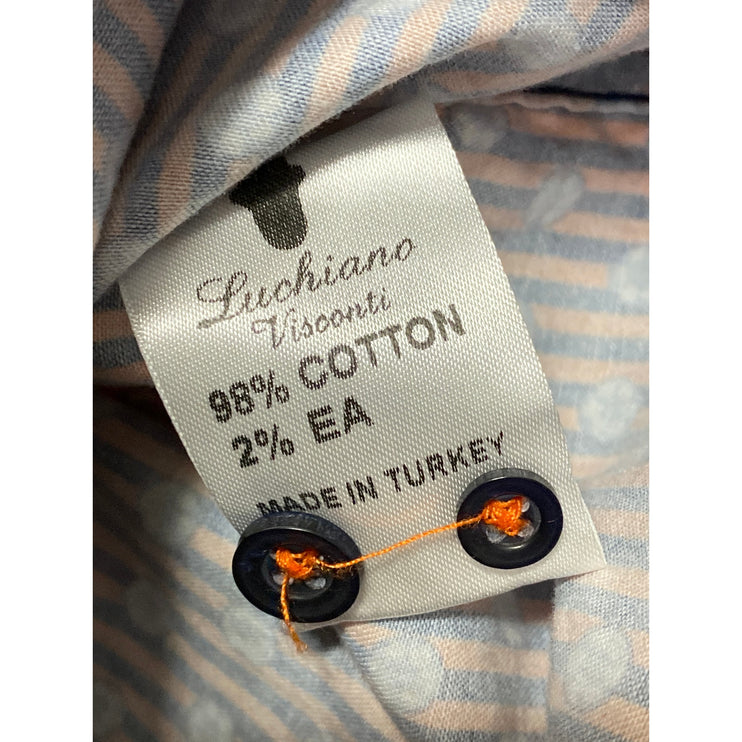 Luchiano
Visconti
98% COTTON
2% EA
MADE IN TURKEY